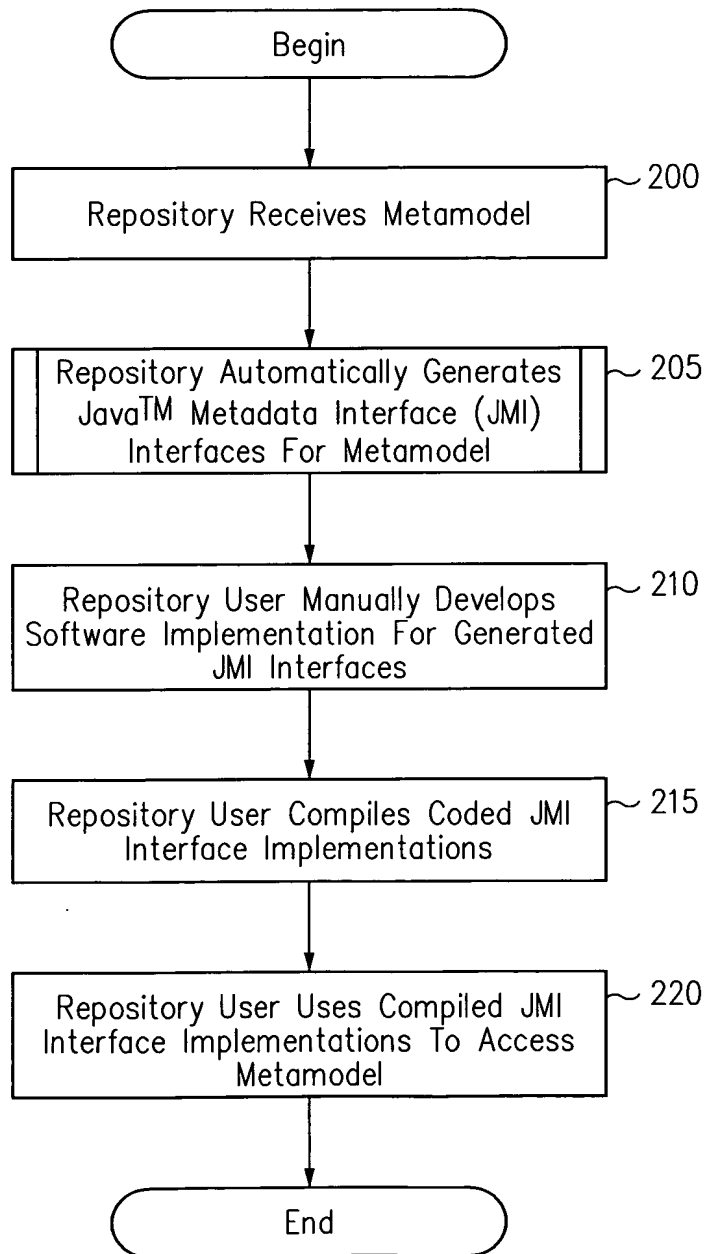 Begin
Repository Receives Metamodel
200
Repository Automatically Generates
Java™ Metadata Interface (JMI)
Interfaces For Metamodel
205
Repository User Manually Develops
Software Implementation For Generated
JMI Interfaces
210
Repository User Compiles Coded JMI
Interface Implementations
215
Repository User Uses Compiled JMI
Interface Implementations To Access
Metamodel
220
End